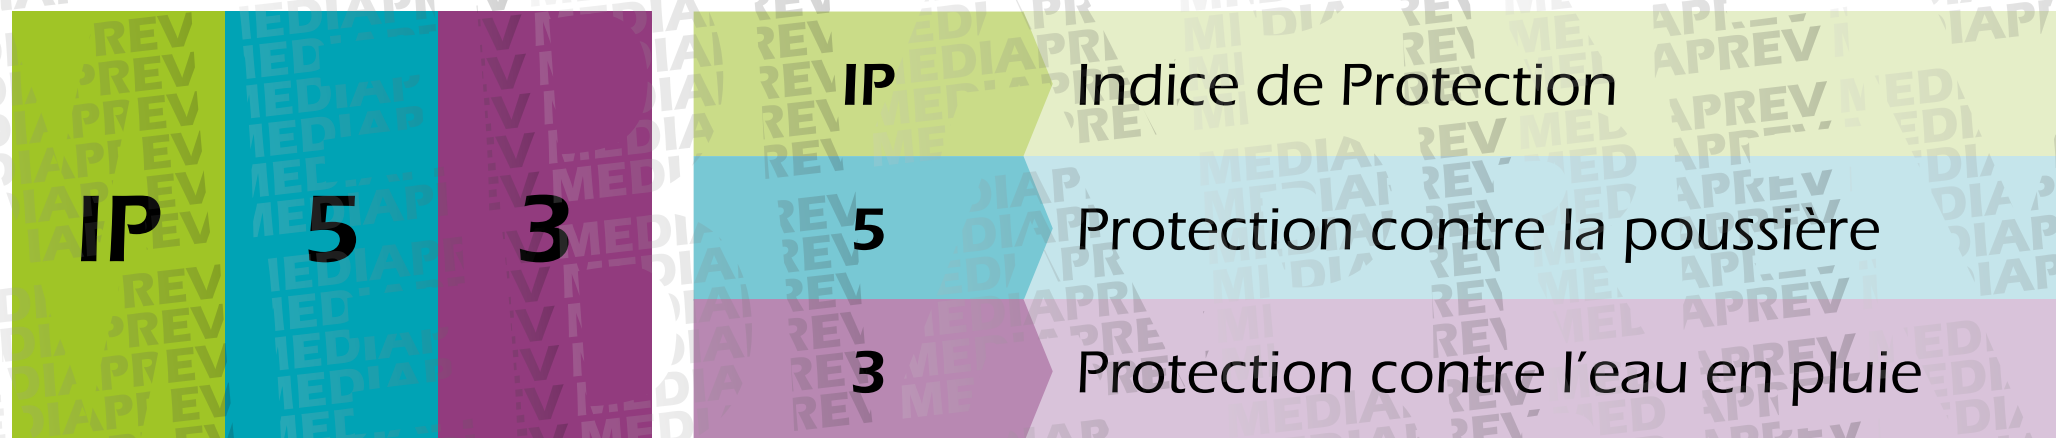 IP 5 3
IP Indice de Protection
5 Protection contre la poussière
3 Protection contre l’eau en pluie